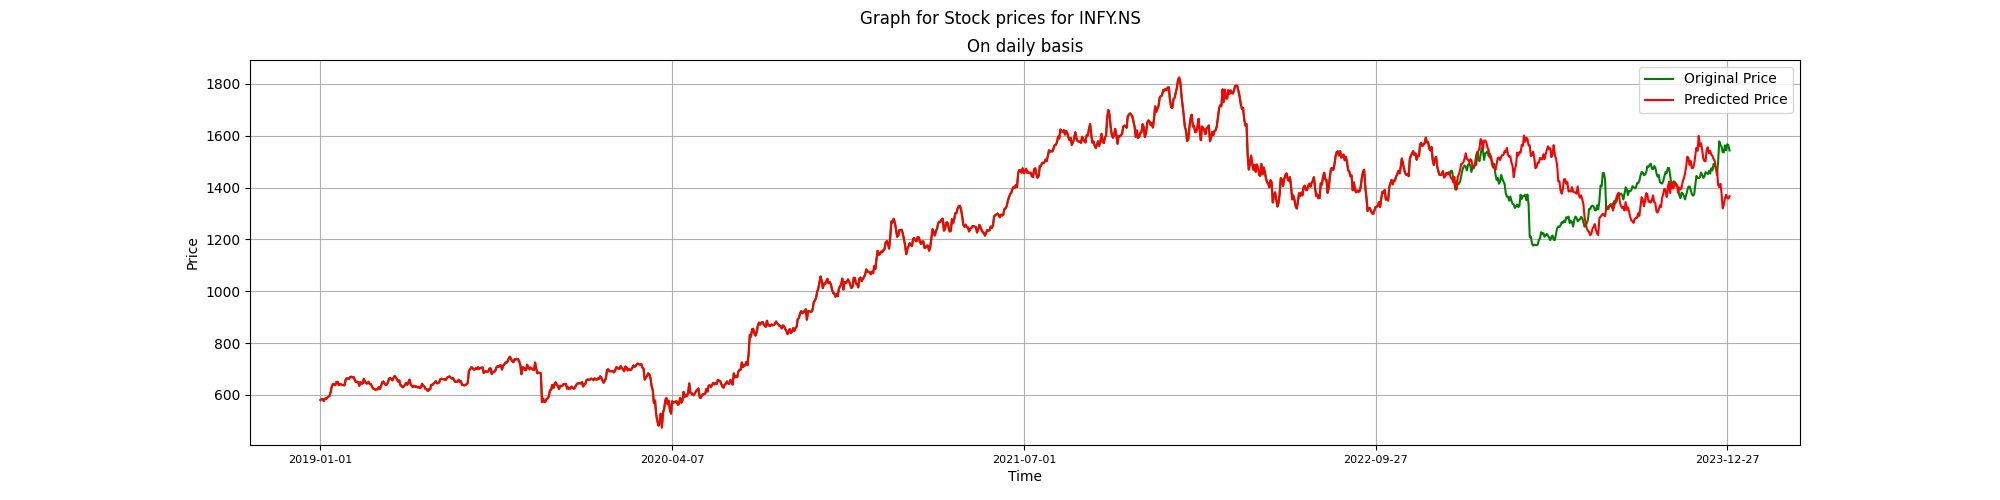 Graph for Stock prices for INFY.NS
On daily basis
Original Price
Predicted Price
1800
1600
1400
1200
1000
800
600
Price
2019-01-01
2020-04-07
2021-07-01
2022-09-27
2023-12-27
Time